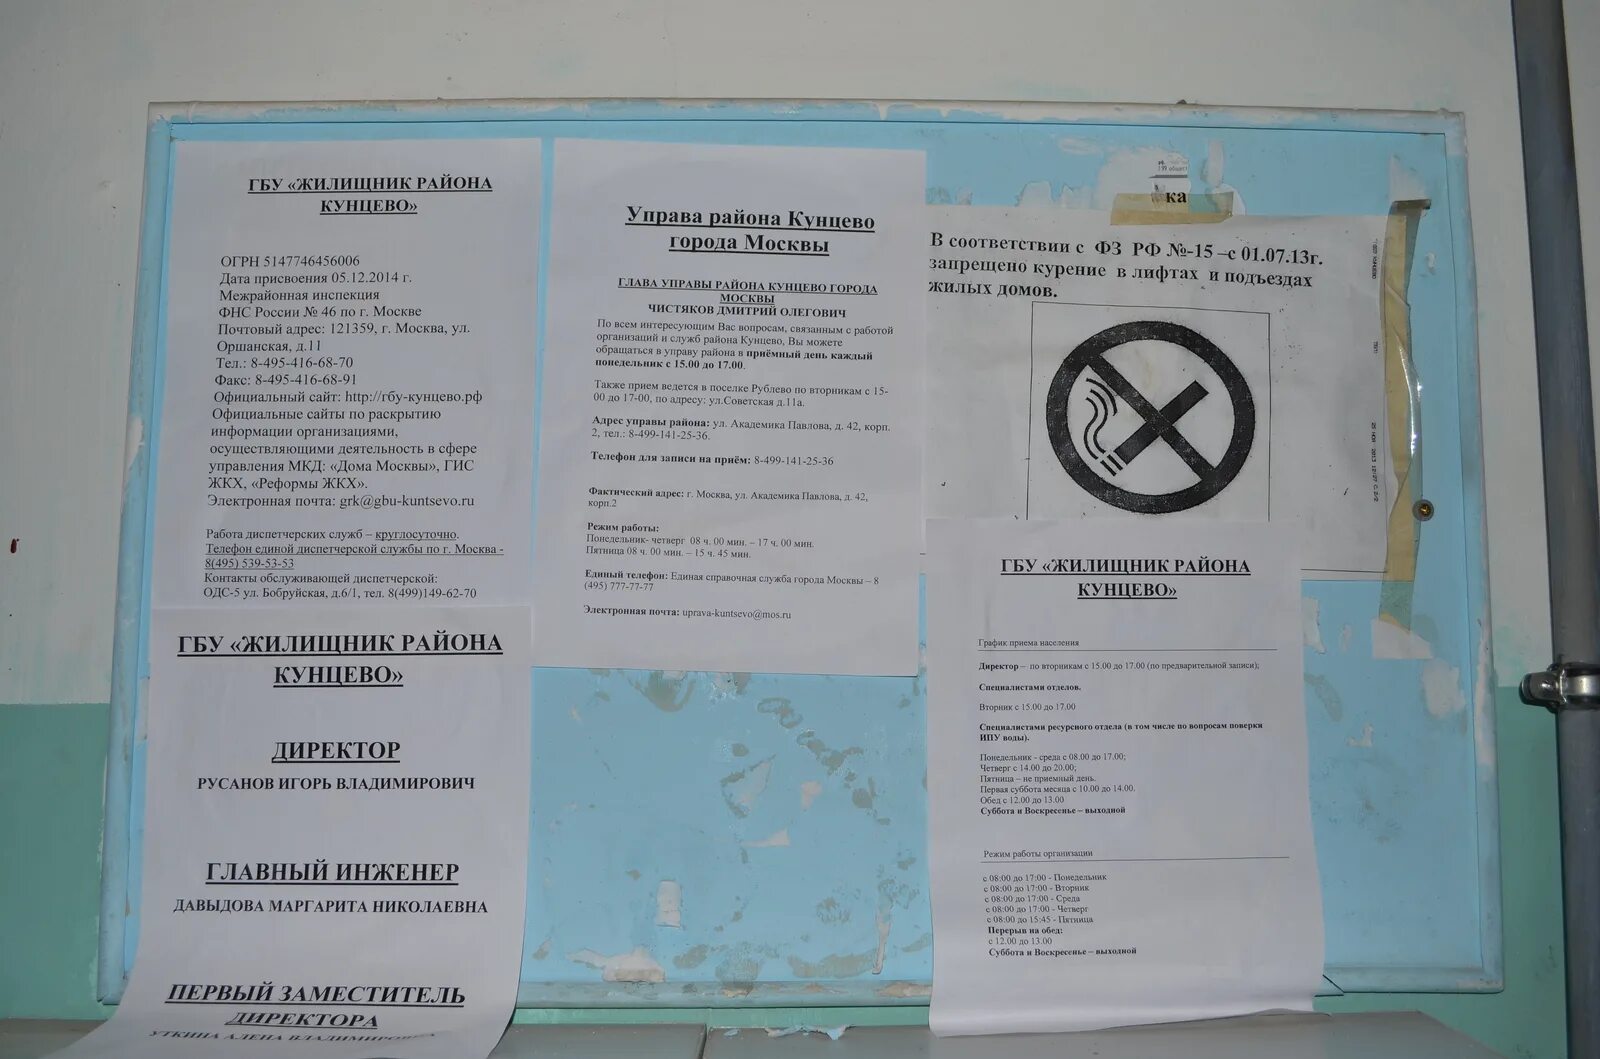 ГБУ «ЖИЛИЩНИК РАЙОНА
КУНЦЕВО»
ОГРН 5147746456006
Дата присвоения 05.12.2014 г.
Межрайонная инспекция
ФНС России № 46 по г. Москве
Почтовый адрес: 121359, г. Москва, ул.
Оршанская, д.11
Тел.: 8-495-416-68-70
Факс: 8-495-416-68-91
Официальный сайт: http://гбу-кунцево.рф
Официальные сайты по раскрытию
информации организациями,
осуществляющими деятельность в сфере
управления МКД: «Дома Москвы», ГИС
ЖКХ, «Реформы ЖКХ».
Электронная почта: grk@gbu-kuntsevo.ru
Работа диспетчерских служб – круглосуточно.
Телефон единой диспетчерской службы по г. Москва -
8(495) 539-53-53
Контакты обслуживающей диспетчерской:
ОДС-5 ул. Бобруйская, д.6/1, тел. 8(499)149-62-70
ГБУ «ЖИЛИЩНИК РАЙОНА
КУНЦЕВО»
ДИРЕКТОР
РУСАНОВ ИГОРЬ ВЛАДИМИРОВИЧ
ГЛАВНЫЙ ИНЖЕНЕР
ДАВЫДОВА МАРГАРИТА НИКОЛАЕВНА
ПЕРВЫЙ ЗАМЕСТИТЕЛЬ
ДИРЕКТОРА
УТКИНА АЛЕНА ВЛАДИМИРОВНА
Управа района Кунцево
города Москвы
ГЛАВА УПРАВЫ РАЙОНА КУНЦЕВО ГОРОДА
МОСКВЫ
ЧИСТЯКОВ ДМИТРИЙ ОЛЕГОВИЧ
По всем интересующим Вас вопросам, связанным с работой
организаций и служб района Кунцево, Вы можете
обращаться в управу района в приёмный день каждый
понедельник с 15.00 до 17.00.
Также прием ведется в поселке Рублево по вторникам с 15-
00 до 17-00, по адресу: ул.Советская д.11а.
Адрес управы района: ул. Академика Павлова, д. 42, корп.
2, тел.: 8-499-141-25-36.
Телефон для записи на приём: 8-499-141-25-36
Фактический адрес: г. Москва, ул. Академика Павлова, д. 42,
корп.2
Режим работы:
Понедельник- четверг 08 ч. 00 мин. – 17 ч. 00 мин.
Пятница 08 ч. 00 мин. – 15 ч. 45 мин.
Единый телефон: Единая справочная служба города Москвы – 8
(495) 777-77-77
Электронная почта: uprava-kuntsevo@mos.ru
ка
В соответствии с ФЗ РФ №-15 –с 01.07.13г.
запрещено курение в лифтах и подъездах
жилых домов.
ГБУ «ЖИЛИЩНИК РАЙОНА
КУНЦЕВО»
График приема населения
Директор – по вторникам с 15.00 до 17.00 (по предварительной записи);
Специалистами отделов.
Вторник с 15.00 до 17.00
Специалистами ресурсного отдела (в том числе по вопросам поверки
ИПУ воды).
Понедельник - среда с 08.00 до 17.00;
Четверг с 14.00 до 20.00;
Пятница – не приемный день.
Первая суббота месяца с 10.00 до 14.00.
Обед с 12.00 до 13.00
Суббота и Воскресенье – выходной
Режим работы организации
с 08:00 до 17:00 - Понедельник
с 08:00 до 17:00 - Вторник
с 08:00 до 17:00 - Среда
с 08:00 до 17:00 - Четверг
с 08:00 до 15:45 - Пятница
Перерыв на обед:
с 12.00 до 13.00
Суббота и Воскресенье – выходной